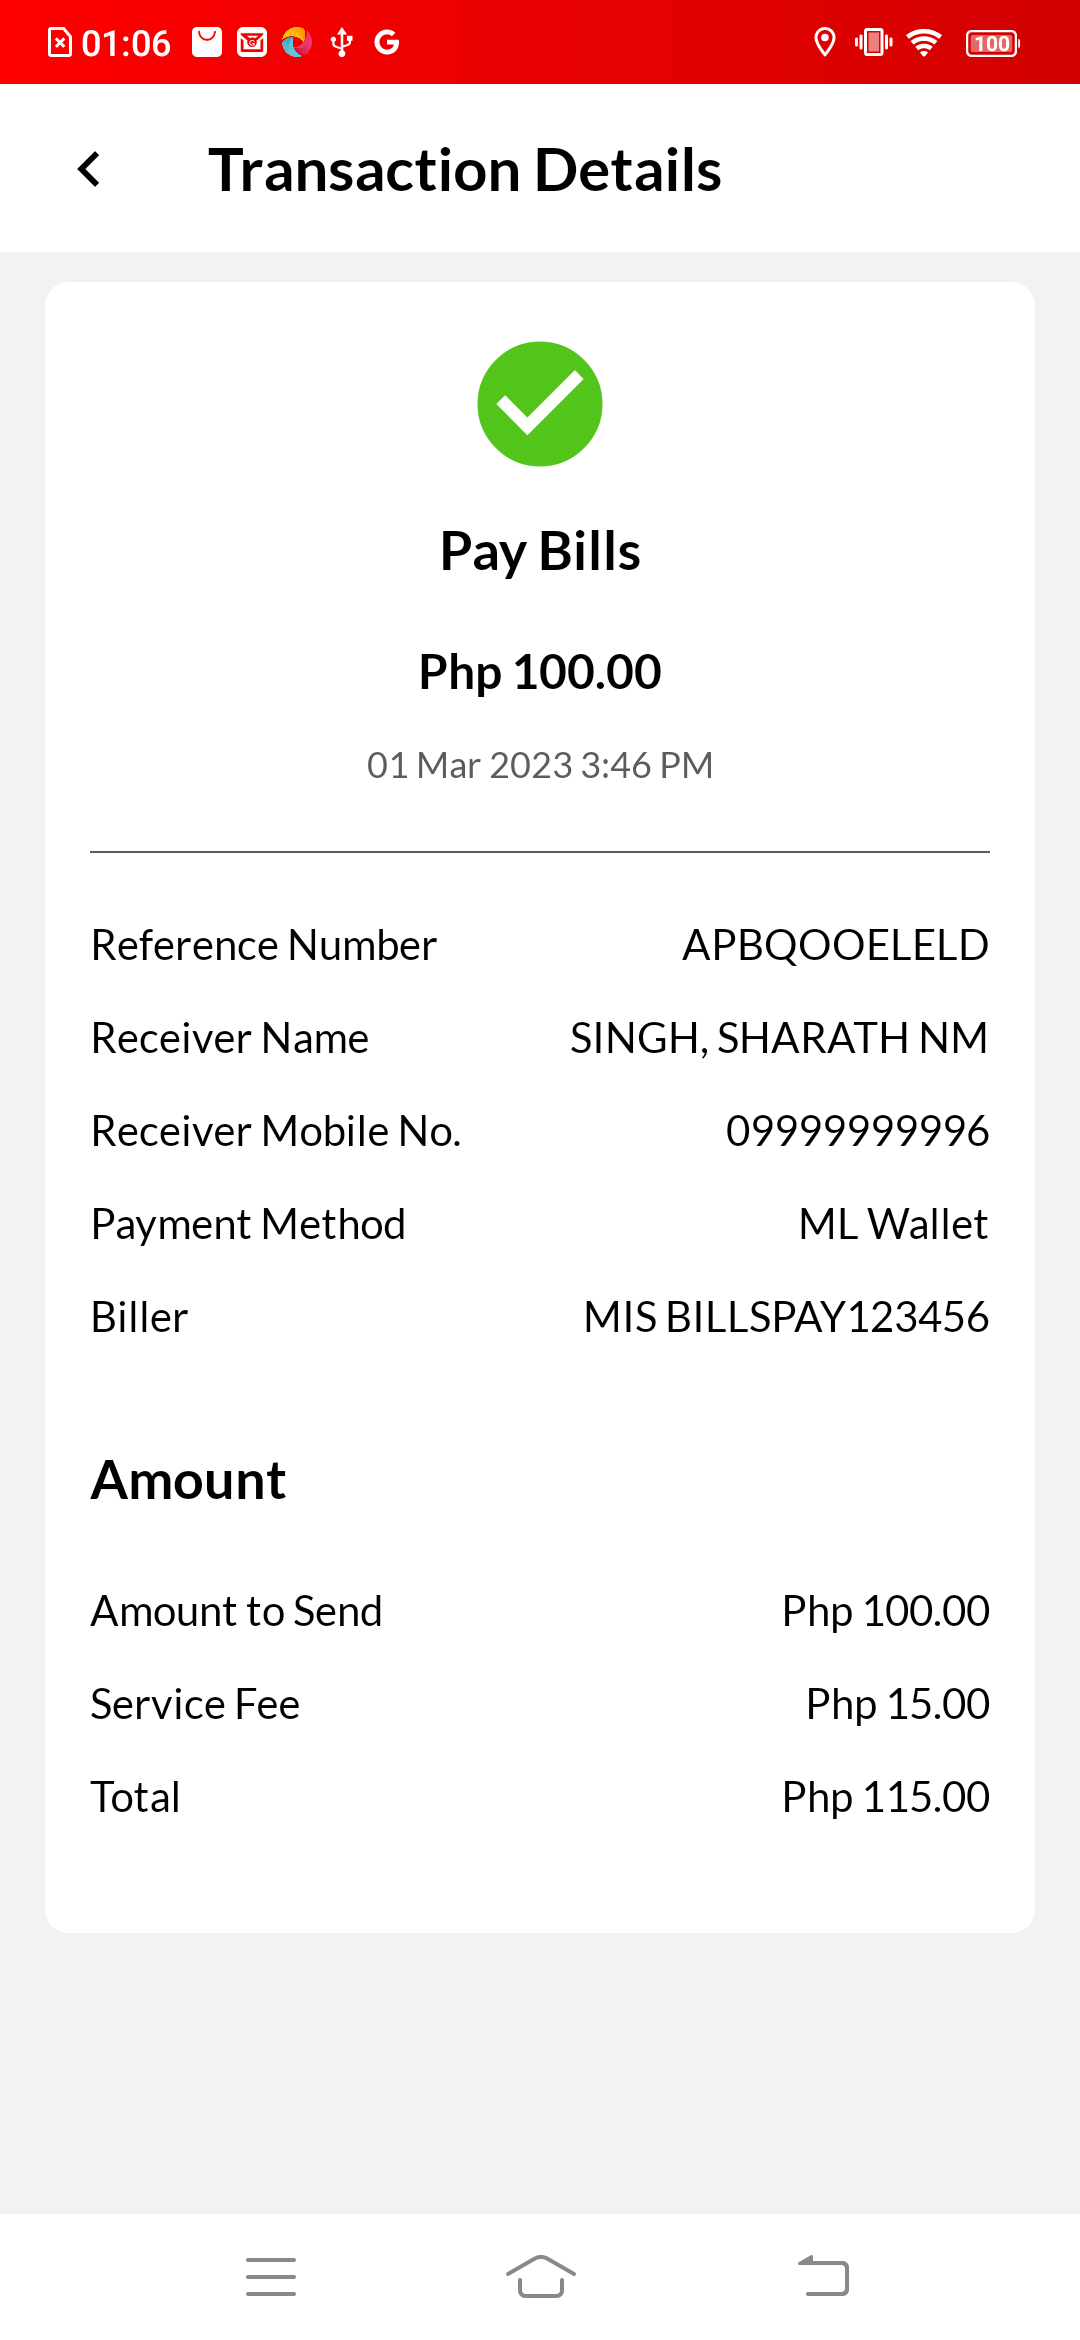 01:06 100
Transaction Details
Pay Bills
Php 100.00
01 Mar 2023 3:46 PM
Reference Number APBQOOELELD
Receiver Name SINGH, SHARATH NM
Receiver Mobile No. 09999999996
Payment Method ML Wallet
Biller MIS BILLSPAY123456
Amount
Amount to Send Php 100.00
Service Fee Php 15.00
Total Php 115.00